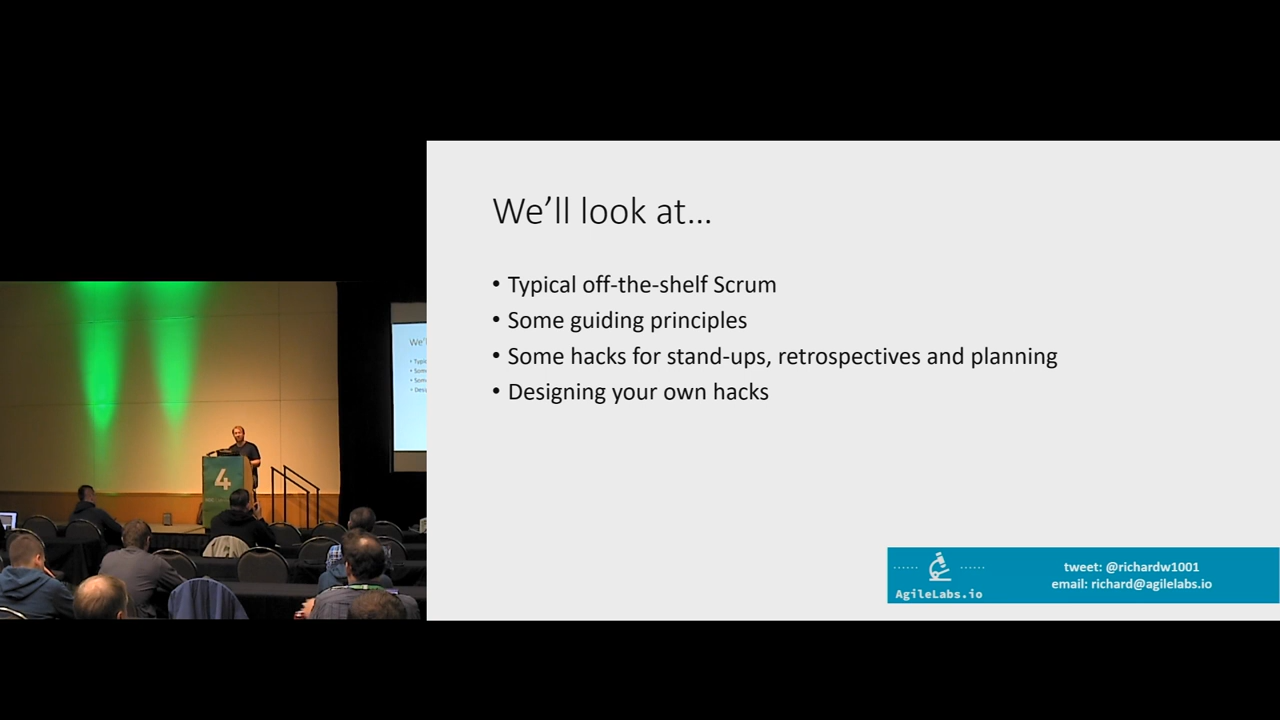 We'll look at...
• Typical off-the-shelf Scrum
• Some guiding principles
• Some hacks for stand-ups, retrospectives and planning
• Designing your own hacks
AgileLabs.io
tweet: @richardw1001
email: richard@agilelabs.io
4
We'l